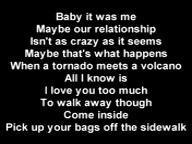 Baby it was me
Maybe our relationship
Isn't as crazy as it seems
Maybe that's what happens
When a tornado meets a volcano
All I know is
I love you too much
To walk away though
Come inside
Pick up your bags off the sidewalk